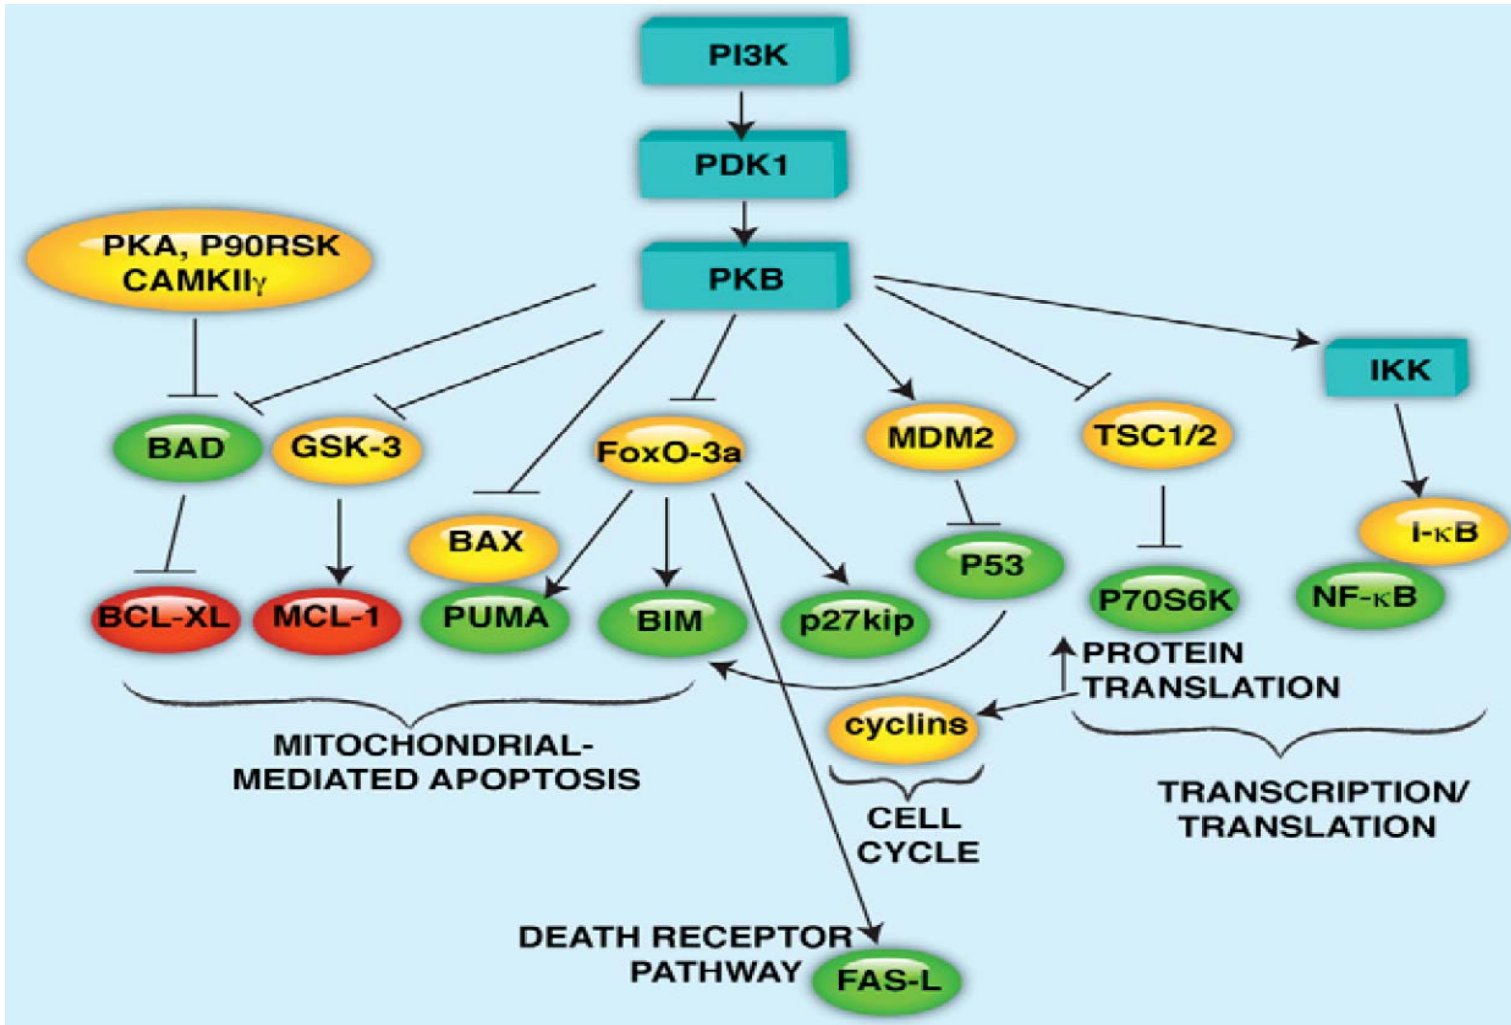 PI3K
PDK1
PKB
PKA, P90RSK
CAMKIIγ
IKK
BAD
GSK-3
FoxO-3a
MDM2
TSC1/2
I-κB
BAX
P53
NF-κB
BCL-XL
MCL-1
PUMA
BIM
p27kip
P70S6K
PROTEIN
TRANSLATION
cyclins
MITOCHONDRIAL-
MEDIATED APOPTOSIS
CELL
CYCLE
TRANSCRIPTION/
TRANSLATION
DEATH RECEPTOR
PATHWAY
FAS-L